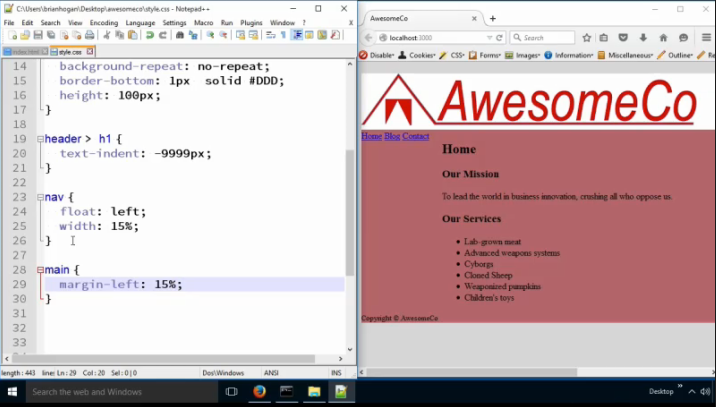 C:\Users\brianhogan\Desktop\awesomeco\style.css - Notepad++
File Edit Search View Encoding Language Settings Macro Run Plugins Window ?
index.html style.css
14 background-repeat: no-repeat;
15 border-bottom: 1px solid #DDD;
16 height: 100px;
17 }
18
19 header > h1 {
20 text-indent: -9999px;
21 }
22
23 nav {
24 float: left;
25 width: 15%;
26 }
27
28 main {
29 margin-left: 15%;
30 }
31
32
33
length : 443 line Ln : 29 Col : 20 Sel : 0 | 0 Dos\Windows ANSI INS
AwesomeCo
localhost:3000 Search
Disable Cookies CSS Forms Images Information Miscellaneous Outline Re
AwesomeCo
Home Blog Contact
Home
Our Mission
To lead the world in business innovation, crushing all who oppose us.
Our Services
Lab-grown meat
Advanced weapons systems
Cyborgs
Cloned Sheep
Weaponized pumpkins
Children's toys
Copyright © AwesomeCo
Search the web and Windows
Desktop